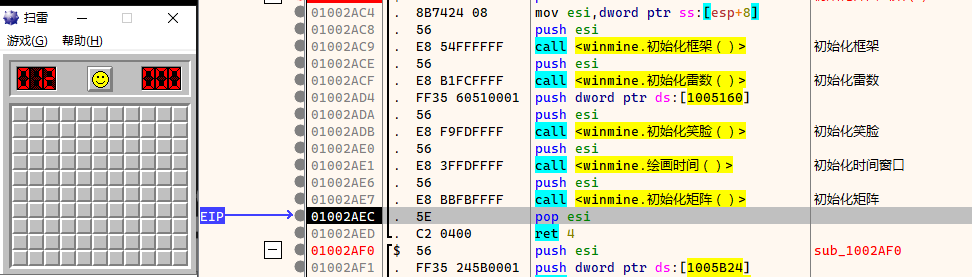 扫雷
游戏(G) 帮助(H)
01002AC4 . 8B7424 08 mov esi,dword ptr ss:[esp+8]
01002AC8 . 56 push esi
01002AC9 . E8 54FFFFFF call <winmine.初始化框架()> 初始化框架
01002ACE . 56 push esi
01002ACF . E8 B1FCFFFF call <winmine.初始化雷数()> 初始化雷数
01002AD4 . FF35 60510001 push dword ptr ds:[1005160]
01002ADA . 56 push esi
01002ADB . E8 F9FDFFFF call <winmine.初始化笑脸()> 初始化笑脸
01002AE0 . 56 push esi
01002AE1 . E8 3FFDFFFF call <winmine.绘画时间()> 初始化时间窗口
01002AE6 . 56 push esi
01002AE7 . E8 BBFBFFFF call <winmine.初始化矩阵()> 初始化矩阵
EIP 01002AEC . 5E pop esi
01002AED . C2 0400 ret 4
01002AF0 $ 56 push esi sub_1002AF0
01002AF1 . FF35 245B0001 push dword ptr ds:[1005B24]